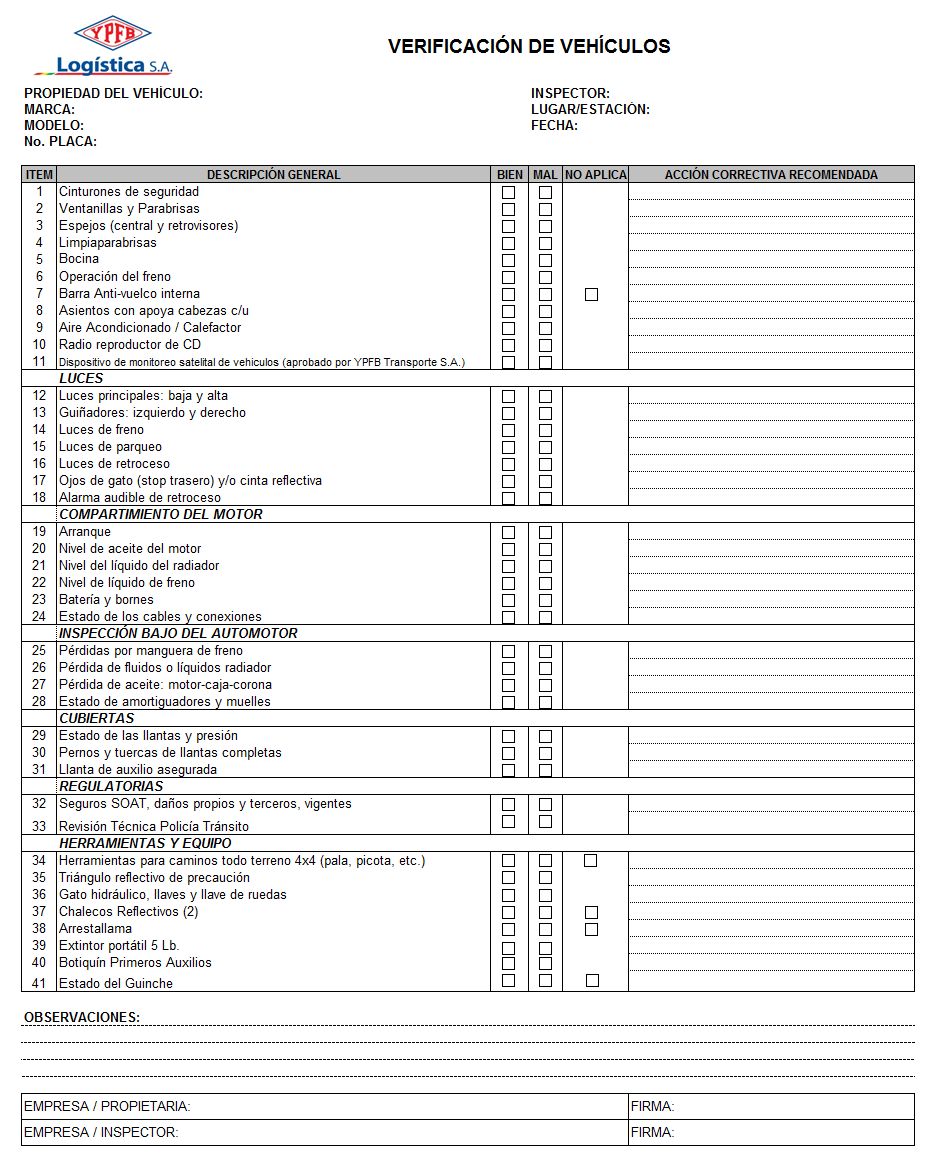 YPFB
Logística S.A.
VERIFICACIÓN DE VEHÍCULOS
PROPIEDAD DEL VEHÍCULO:
MARCA:
MODELO:
No. PLACA:
INSPECTOR:
LUGAR/ESTACIÓN:
FECHA:
ITEM DESCRIPCIÓN GENERAL BIEN MAL NO APLICA ACCIÓN CORRECTIVA RECOMENDADA
1 Cinturones de seguridad
2 Ventanillas y Parabrisas
3 Espejos (central y retrovisores)
4 Limpiaparabrisas
5 Bocina
6 Operación del freno
7 Barra Anti-vuelco interna
8 Asientos con apoya cabezas c/u
9 Aire Acondicionado / Calefactor
10 Radio reproductor de CD
11 Dispositivo de monitoreo satelital de vehiculos (aprobado por YPFB Transporte S.A.)
LUCES
12 Luces principales: baja y alta
13 Guiñadores: izquierdo y derecho
14 Luces de freno
15 Luces de parqueo
16 Luces de retroceso
17 Ojos de gato (stop trasero) y/o cinta reflectiva
18 Alarma audible de retroceso
COMPARTIMIENTO DEL MOTOR
19 Arranque
20 Nivel de aceite del motor
21 Nivel del líquido del radiador
22 Nivel de líquido de freno
23 Batería y bornes
24 Estado de los cables y conexiones
INSPECCIÓN BAJO DEL AUTOMOTOR
25 Pérdidas por manguera de freno
26 Pérdida de fluidos o líquidos radiador
27 Pérdida de aceite: motor-caja-corona
28 Estado de amortiguadores y muelles
CUBIERTAS
29 Estado de las llantas y presión
30 Pernos y tuercas de llantas completas
31 Llanta de auxilio asegurada
REGULATORIAS
32 Seguros SOAT, daños propios y terceros, vigentes
33 Revisión Técnica Policía Tránsito
HERRAMIENTAS Y EQUIPO
34 Herramientas para caminos todo terreno 4x4 (pala, picota, etc.)
35 Triángulo reflectivo de precaución
36 Gato hidráulico, llaves y llave de ruedas
37 Chalecos Reflectivos (2)
38 Arrestallama
39 Extintor portátil 5 Lb.
40 Botiquín Primeros Auxilios
41 Estado del Guinche
OBSERVACIONES:
EMPRESA / PROPIETARIA: FIRMA:
EMPRESA / INSPECTOR: FIRMA: